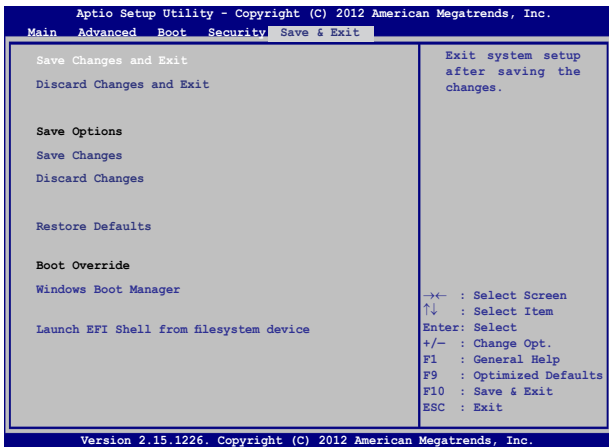 Aptio Setup Utility - Copyright (C) 2012 American Megatrends, Inc.
Main Advanced Boot Security Save & Exit
Save Changes and Exit
Discard Changes and Exit
Save Options
Save Changes
Discard Changes
Restore Defaults
Boot Override
Windows Boot Manager
Launch EFI Shell from filesystem device
Exit system setup
after saving the
changes.
→← : Select Screen
↑↓ : Select Item
Enter: Select
+/— : Change Opt.
F1 : General Help
F9 : Optimized Defaults
F10 : Save & Exit
ESC : Exit
Version 2.15.1226. Copyright (C) 2012 American Megatrends, Inc.